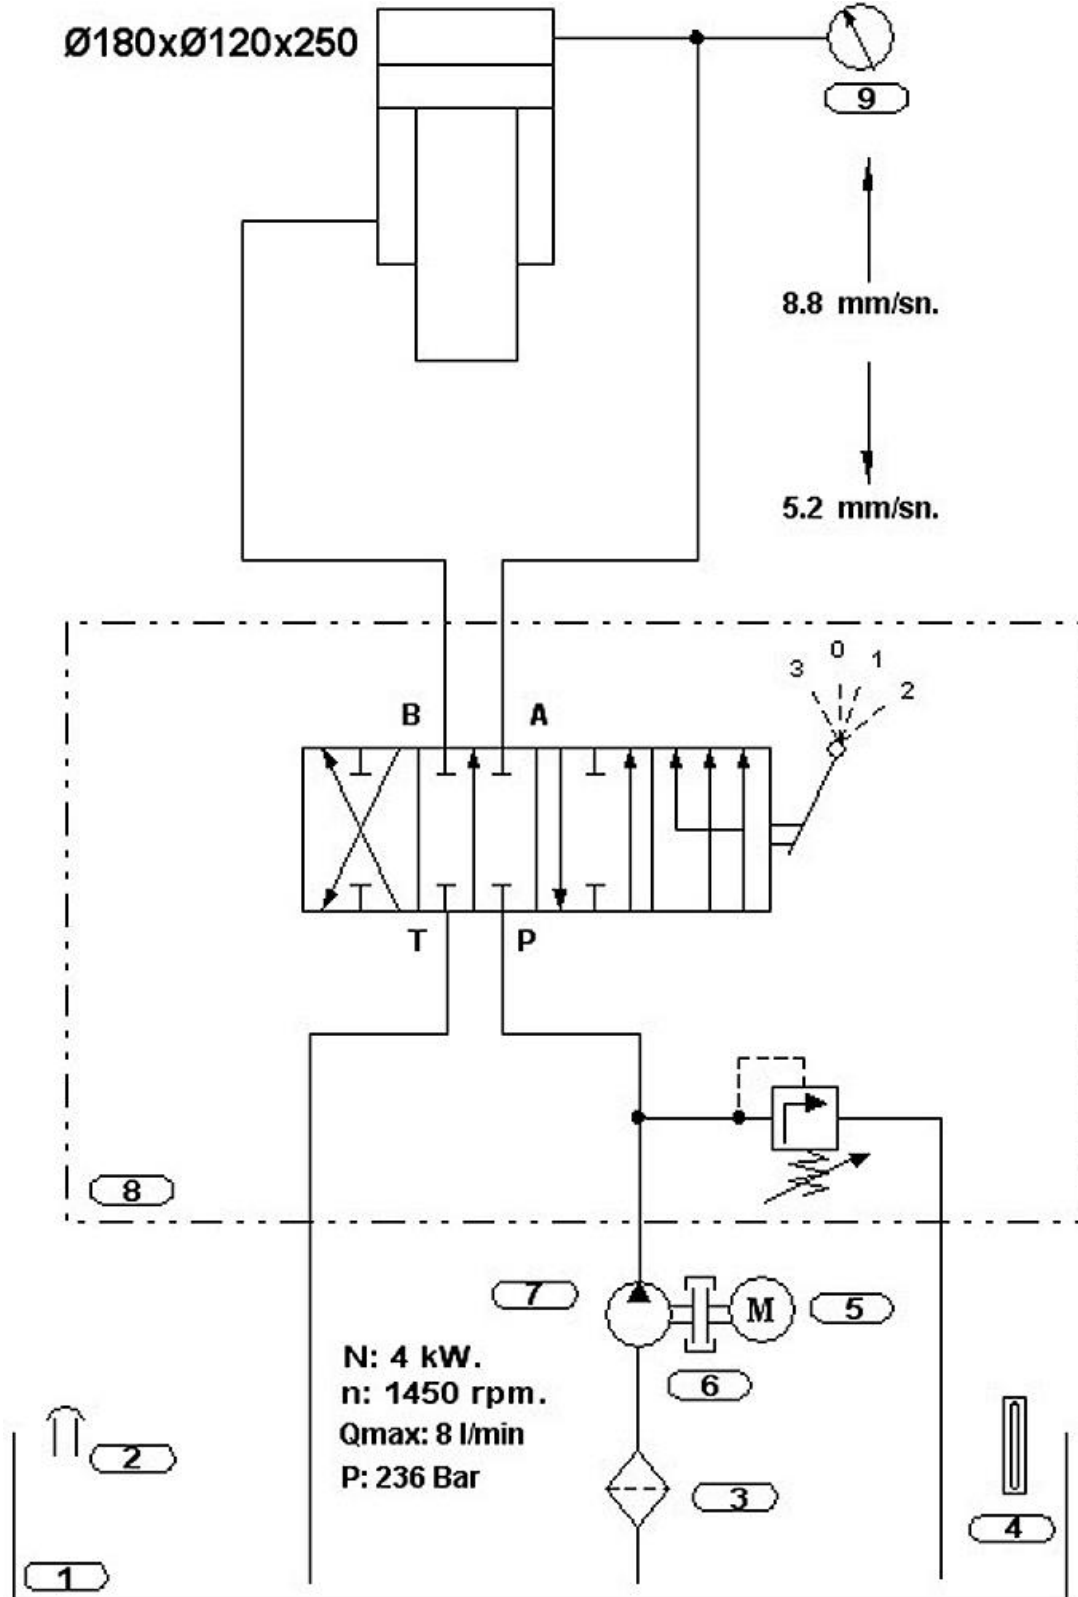 Ø180xØ120x250
9
8.8 mm/sn.
5.2 mm/sn.
3 0 1 2
B A
T P
8
7
M
5
6
N: 4 kW.
n: 1450 rpm.
Qmax: 8 l/min
P: 236 Bar
2
3
4
1